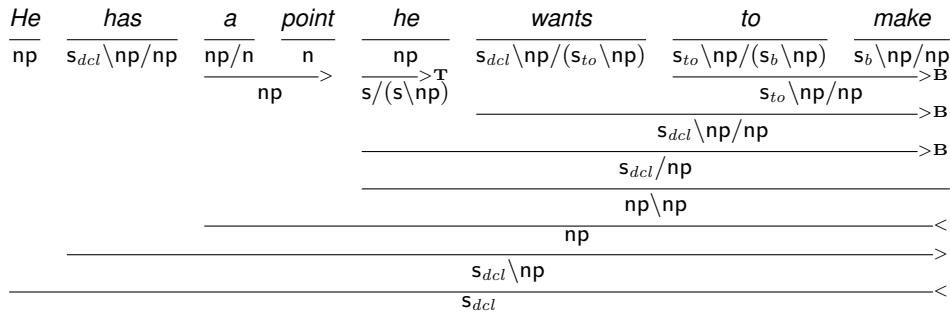 He has a point he wants to make
np s_dcl\np/np np/n n np s_dcl\np/(s_to\np) s_to\np/(s_b\np) s_b\np/np
> >T >B
np s/(s\np) s_to\np/np
>B
s_dcl\np/np
>B
s_dcl/np
np\np
<
np
>
s_dcl\np
<
s_dcl